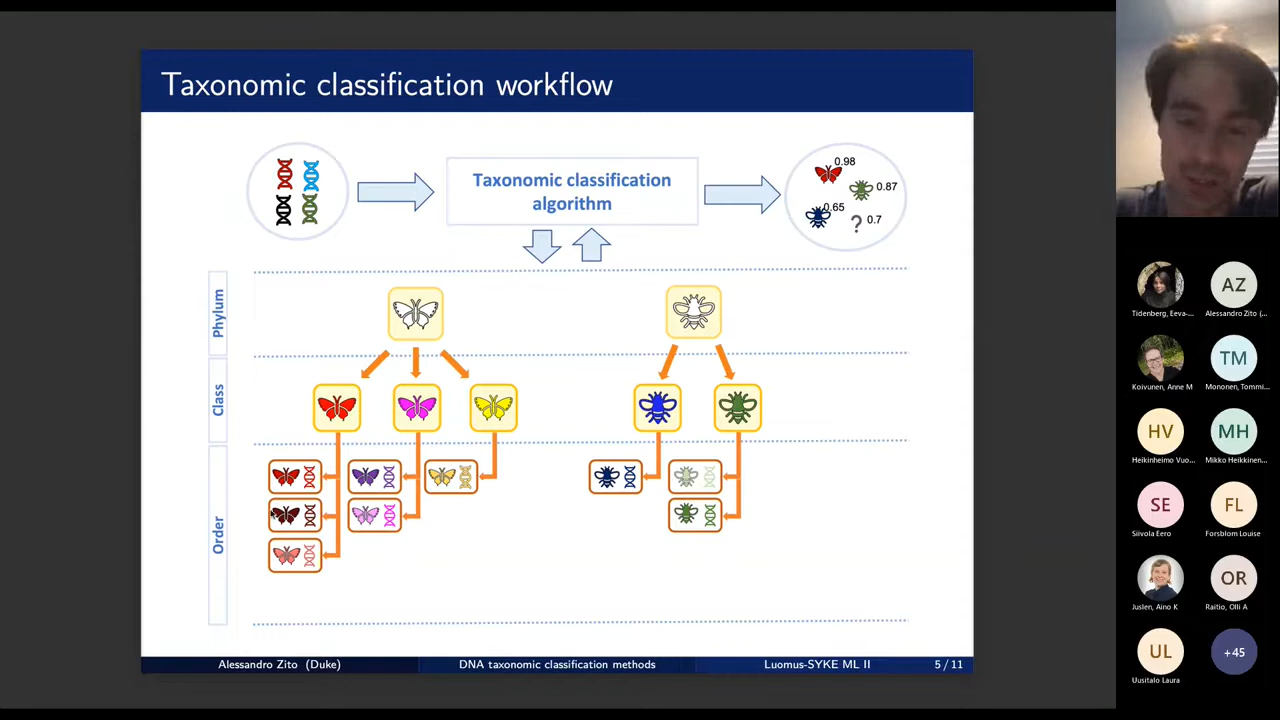 Taxonomic classification workflow
Taxonomic classification
algorithm
0.98
0.87
0.65
?
0.7
Phylum
Class
Order
Alessandro Zito (Duke)
DNA taxonomic classification methods
Luomus-SYKE ML II
5 / 11
AZ
Tidenberg, Eeva-...
Alessandro Zito (...
TM
Koivunen, Anne M
Mononen, Tommi...
HV
MH
Heikinheimo Vuo...
Mikko Heikkinen...
SE
FL
Siivola Eero
Forsblom Louise
OR
Juslen, Aino K
Raitio, Olli A
UL
+45
Uusitalo Laura